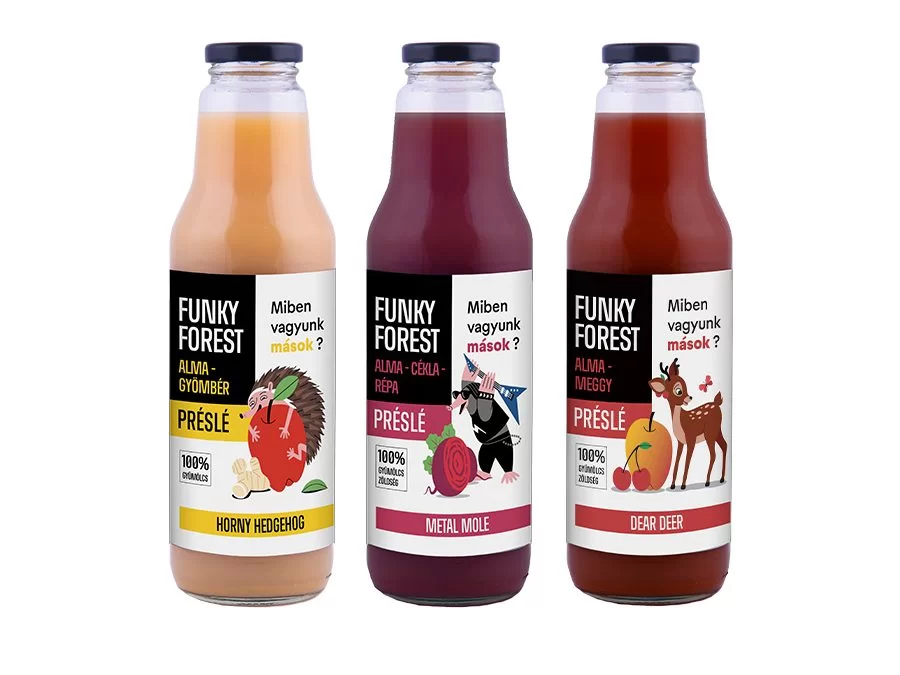 FUNKY
FOREST
ALMA -
GYÖMBÉR
PRÉSLÉ
Miben
vagyunk
mások ?
100%
GYÜMÖLCS
HORNY HEDGEHOG
FUNKY
FOREST
ALMA - CÉKLA -
RÉPA
PRÉSLÉ
Miben
vagyunk
mások ?
100%
GYÜMÖLCS
ZÖLDSÉG
METAL MOLE
FUNKY
FOREST
ALMA-
MEGGY
PRÉSLÉ
Miben
vagyunk
mások ?
100%
GYÜMÖLCS
ZÖLDSÉG
DEAR DEER